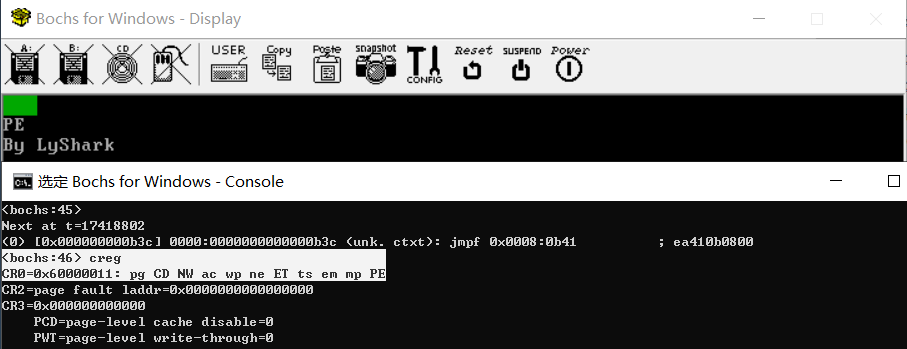 Bochs for Windows - Display
A: B: CD USER Copy Paste snapshot CONFIG Reset SUSPEND Power
PE
By LyShark
选定 Bochs for Windows - Console
<bochs:45>
Next at t=17418802
(0) [0x000000000b3c] 0000:0000000000000b3c (unk. ctxt): jmpf 0x0008:0b41 ; ea410b0800
<bochs:46> creg
CR0=0x60000011: pg CD NW ac wp ne ET ts em mp PE
CR2=page fault laddr=0x0000000000000000
CR3=0x000000000000
PCD=page-level cache disable=0
PWT=page-level write-through=0